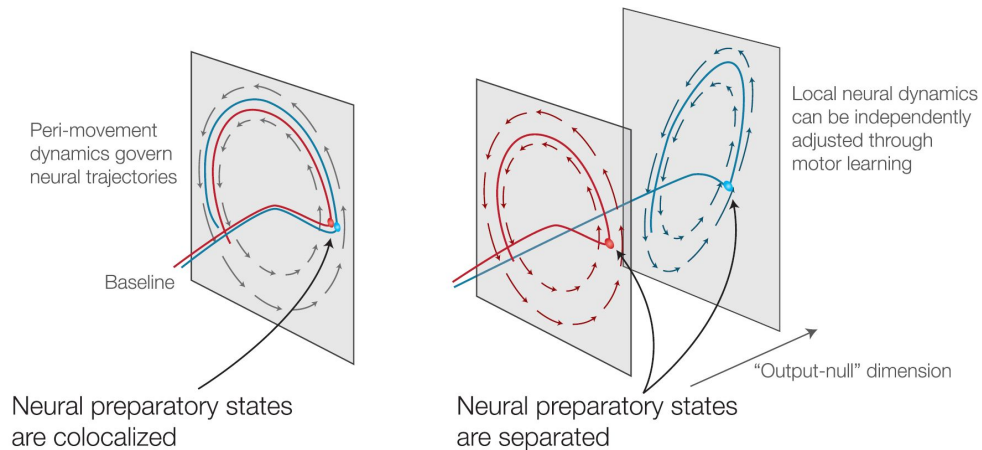 Peri-movement
dynamics govern
neural trajectories
Baseline
Neural preparatory states
are colocalized
Local neural dynamics
can be independently
adjusted through
motor learning
“Output-null” dimension
Neural preparatory states
are separated